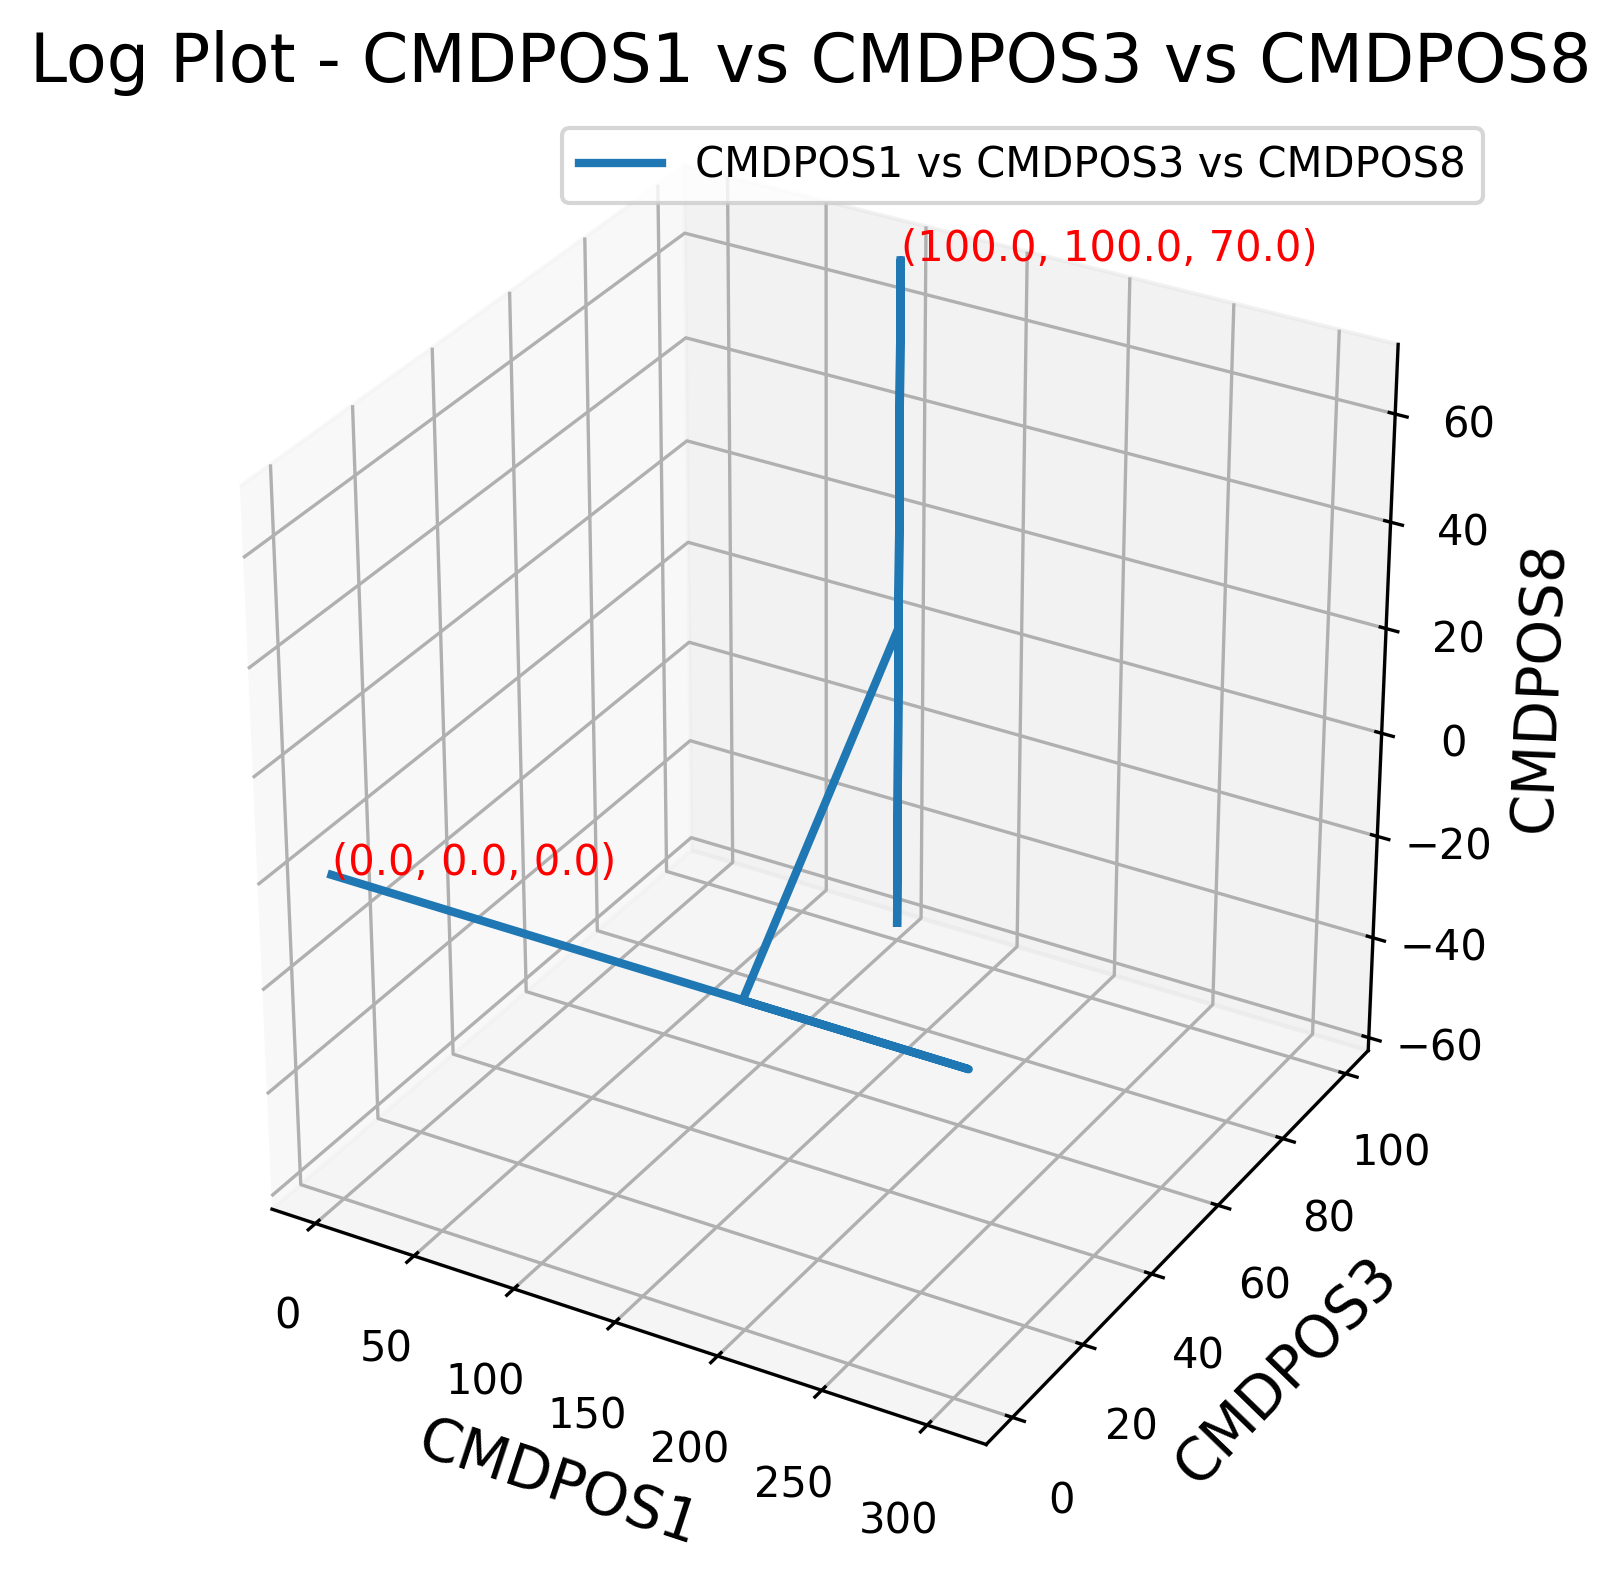 Log Plot - CMDPOS1 vs CMDPOS3 vs CMDPOS8
CMDPOS1 vs CMDPOS3 vs CMDPOS8
(100.0, 100.0, 70.0)
(0.0, 0.0, 0.0)
60
40
20
0
−20
−40
−60
CMDPOS8
100
80
60
40
20
0
CMDPOS3
0
50
100
150
200
250
300
CMDPOS1